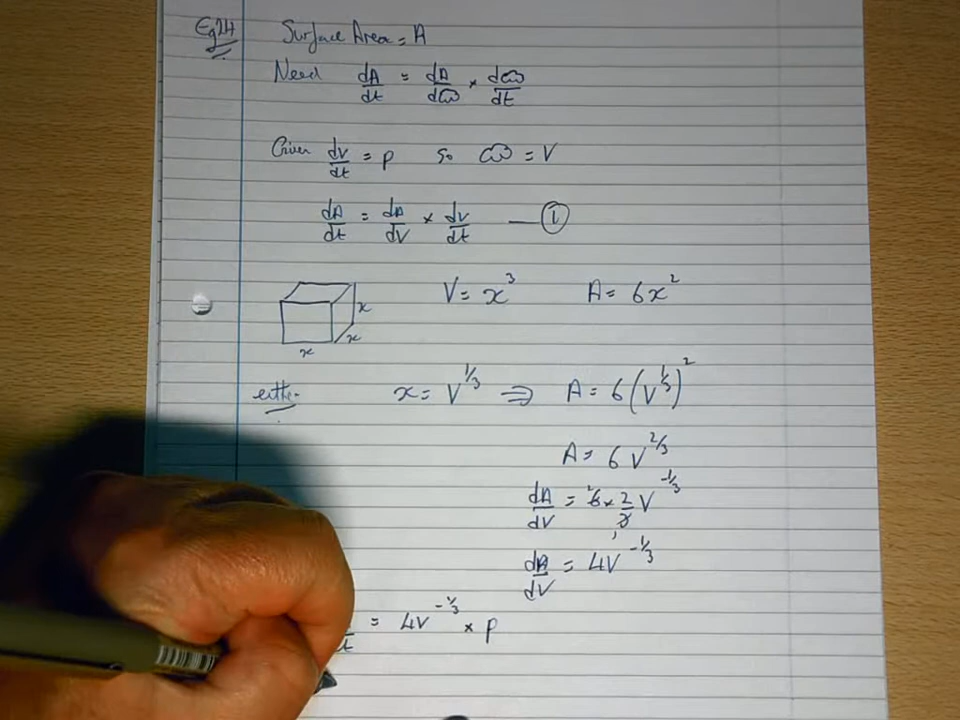 Eg 24 Surface Area = A
Need dA/dt = dA/d☁ × d☁/dt
Given dV/dt = p so ☁ = V
dA/dt = dA/dV × dV/dt — ①
V = x³ A = 6x²
x
x
x
either x = V^1/3 ⇒ A = 6(V^1/3)²
A = 6V^2/3
dA/dV = 6 × 2/3 V^-1/3
dA/dV = 4V^-1/3
= 4V^-1/3 × p